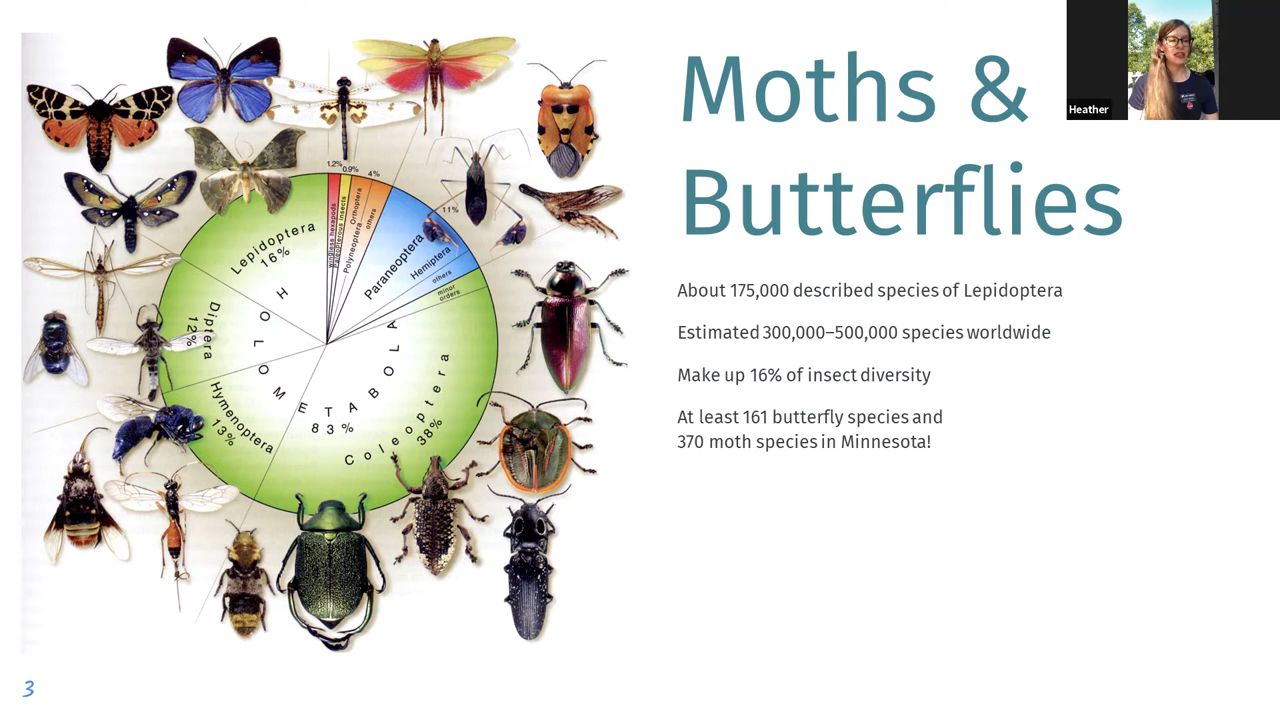 Moths &
Butterflies
Heather
About 175,000 described species of Lepidoptera
Estimated 300,000–500,000 species worldwide
Make up 16% of insect diversity
At least 161 butterfly species and
370 moth species in Minnesota!
1.2%
0.9%
4%
11%
Lepidoptera
16%
Orthoptera
others
Polyneoptera
Paraneoptera
Hemiptera
others
minor
orders
Diptera
12%
HOLOMETABOLA
83%
Hymenoptera
13%
Coleoptera
38%
3